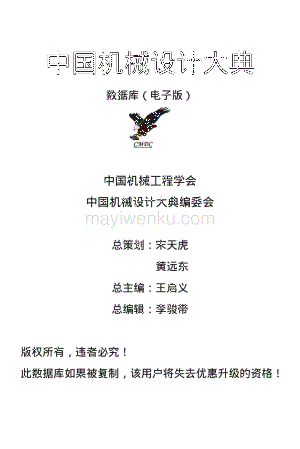 中国机械设计大典
数据库（电子版）
CMDC
中国机械工程学会
中国机械设计大典编委会
mayiwenku.com
总策划：宋天虎
黄远东
总主编：王启义
总编辑：李骏带
版权所有，违者必究！
此数据库如果被复制，该用户将失去优惠升级的资格！